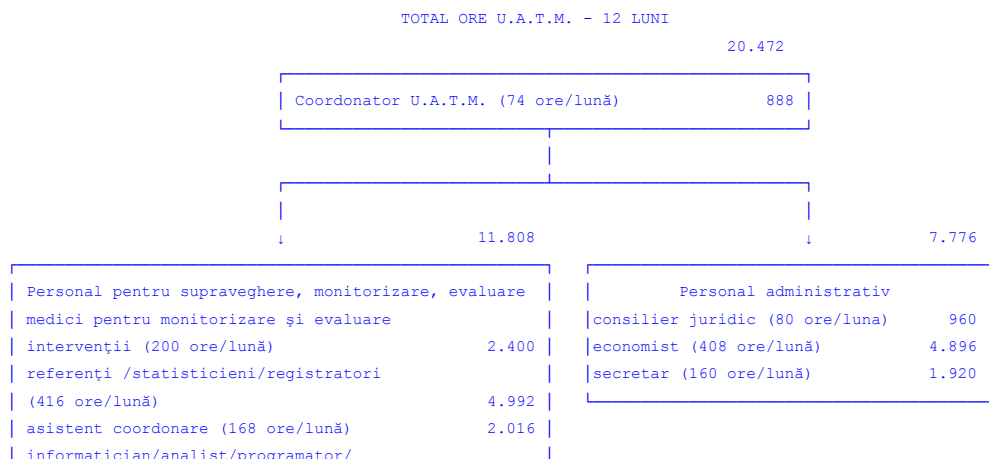 TOTAL ORE U.A.T.M. - 12 LUNI
20.472
Coordonator U.A.T.M. (74 ore/lună) 888
11.808
7.776
Personal pentru supraveghere, monitorizare, evaluare
medici pentru monitorizare şi evaluare
intervenţii (200 ore/lună) 2.400
referenţi /statisticieni/registratori
(416 ore/lună) 4.992
asistent coordonare (168 ore/lună) 2.016
informatician/analist/programator/
Personal administrativ
consilier juridic (80 ore/luna) 960
economist (408 ore/lună) 4.896
secretar (160 ore/lună) 1.920